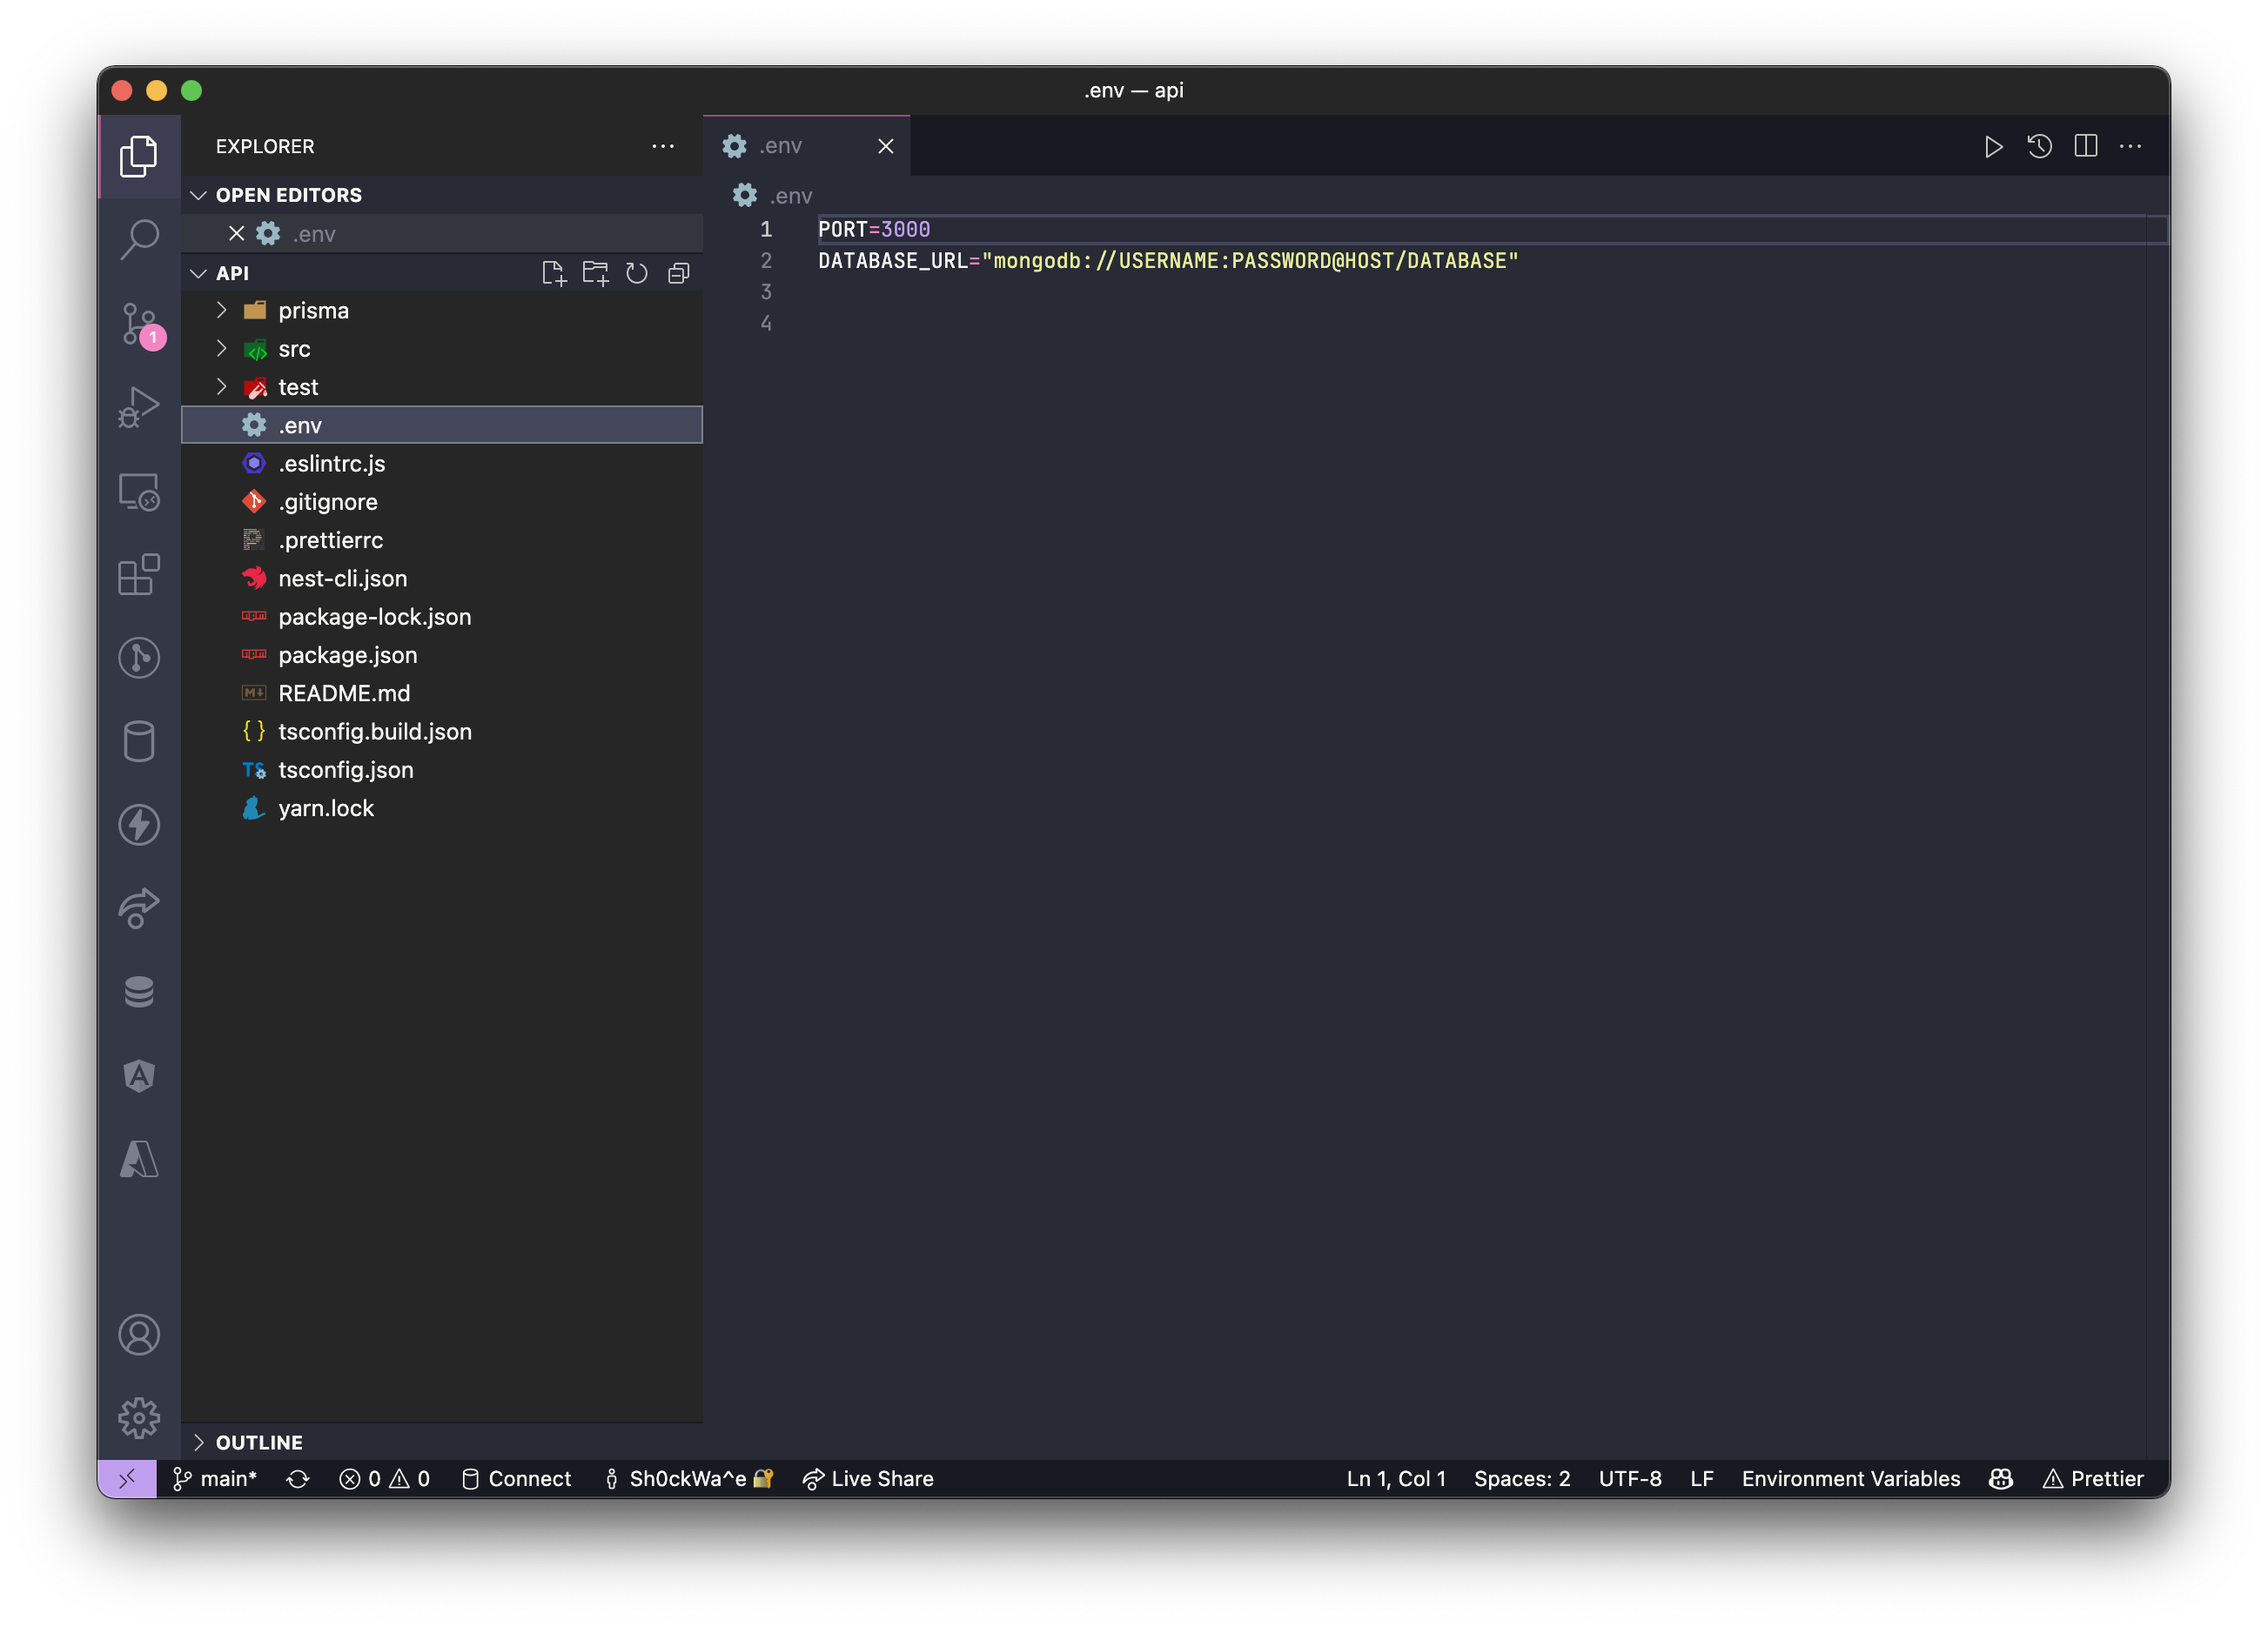 .env — api
EXPLORER
OPEN EDITORS
.env
API
prisma
src
test
.env
.eslintrc.js
.gitignore
.prettierrc
nest-cli.json
package-lock.json
package.json
README.md
tsconfig.build.json
tsconfig.json
yarn.lock
OUTLINE
1
.env
.env
1 PORT=3000
2 DATABASE_URL="mongodb://USERNAME:PASSWORD@HOST/DATABASE"
3
4
main* 0 0 Connect Sh0ckWa^e 🔐 Live Share Ln 1, Col 1 Spaces: 2 UTF-8 LF Environment Variables Prettier